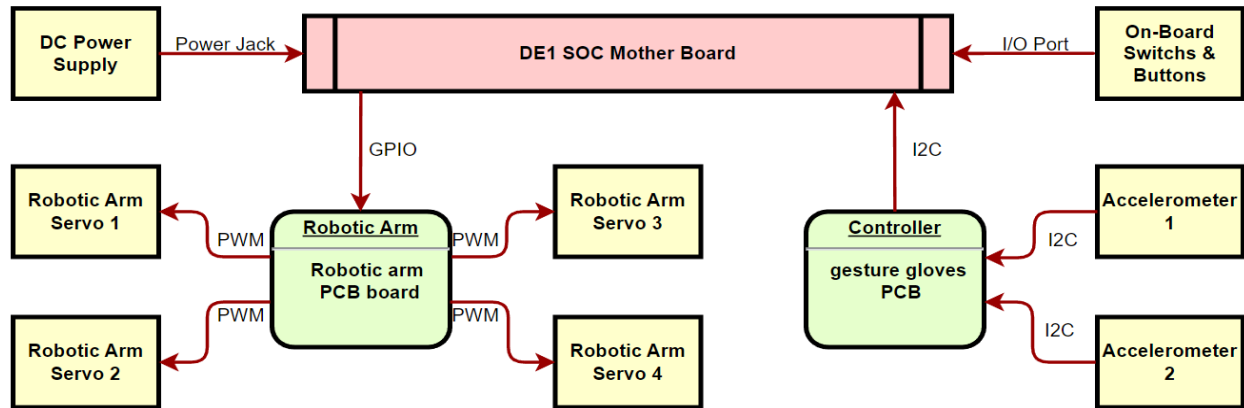 DC Power
Supply
Power Jack
DE1 SOC Mother Board
I/O Port
On-Board
Switchs &
Buttons
GPIO
I2C
Robotic Arm
Servo 1
PWM
Robotic Arm
Robotic arm
PCB board
PWM
Robotic Arm
Servo 3
Controller
gesture gloves
PCB
I2C
Accelerometer
1
Robotic Arm
Servo 2
PWM
PWM
Robotic Arm
Servo 4
I2C
Accelerometer
2